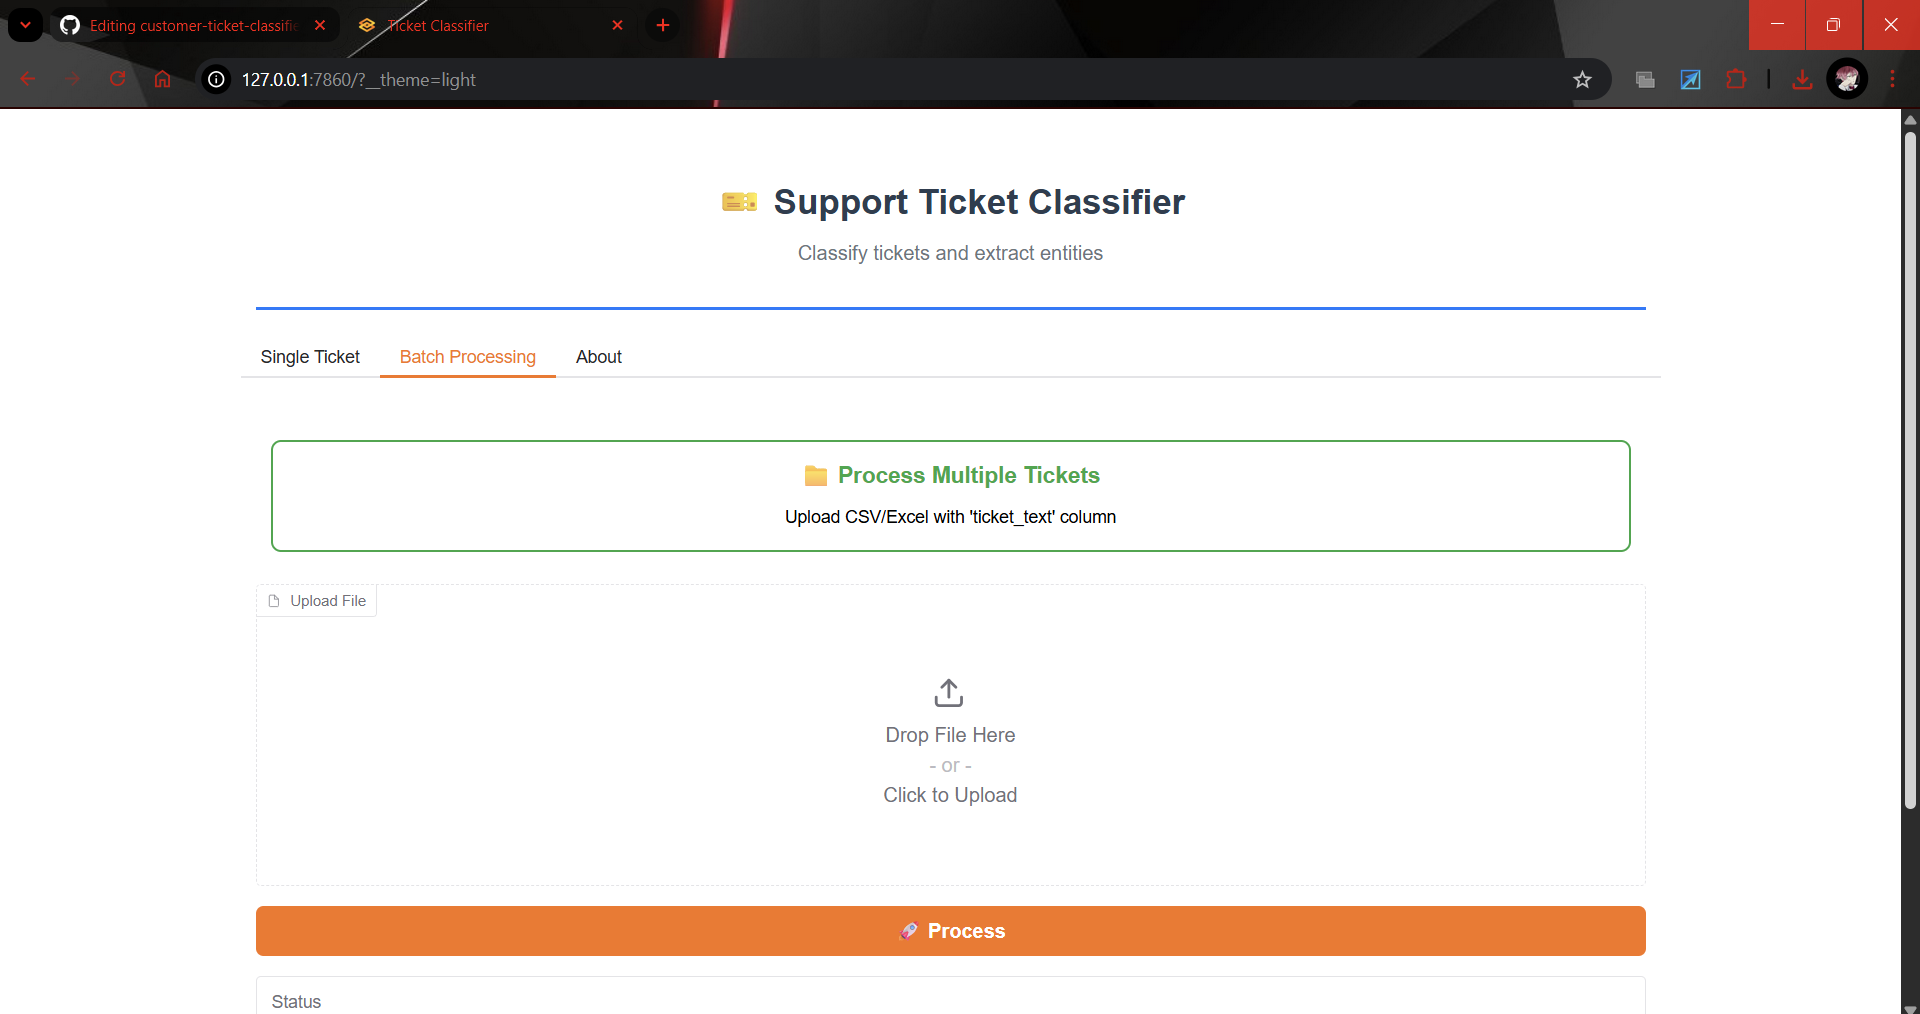 Editing customer-ticket-classifie
Ticket Classifier
127.0.0.1:7860/?__theme=light
🎫 Support Ticket Classifier
Classify tickets and extract entities
Single Ticket
Batch Processing
About
📁 Process Multiple Tickets
Upload CSV/Excel with 'ticket_text' column
Upload File
Drop File Here
- or -
Click to Upload
🚀 Process
Status